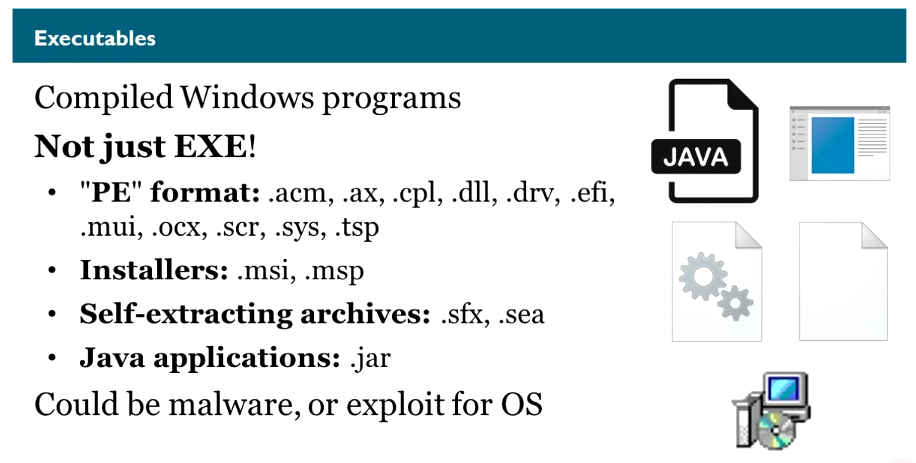 Executables
Compiled Windows programs
Not just EXE!
• "PE" format: .acm, .ax, .cpl, .dll, .drv, .efi,
.mui, .ocx, .scr, .sys, .tsp
• Installers: .msi, .msp
• Self-extracting archives: .sfx, .sea
• Java applications: .jar
Could be malware, or exploit for OS
JAVA